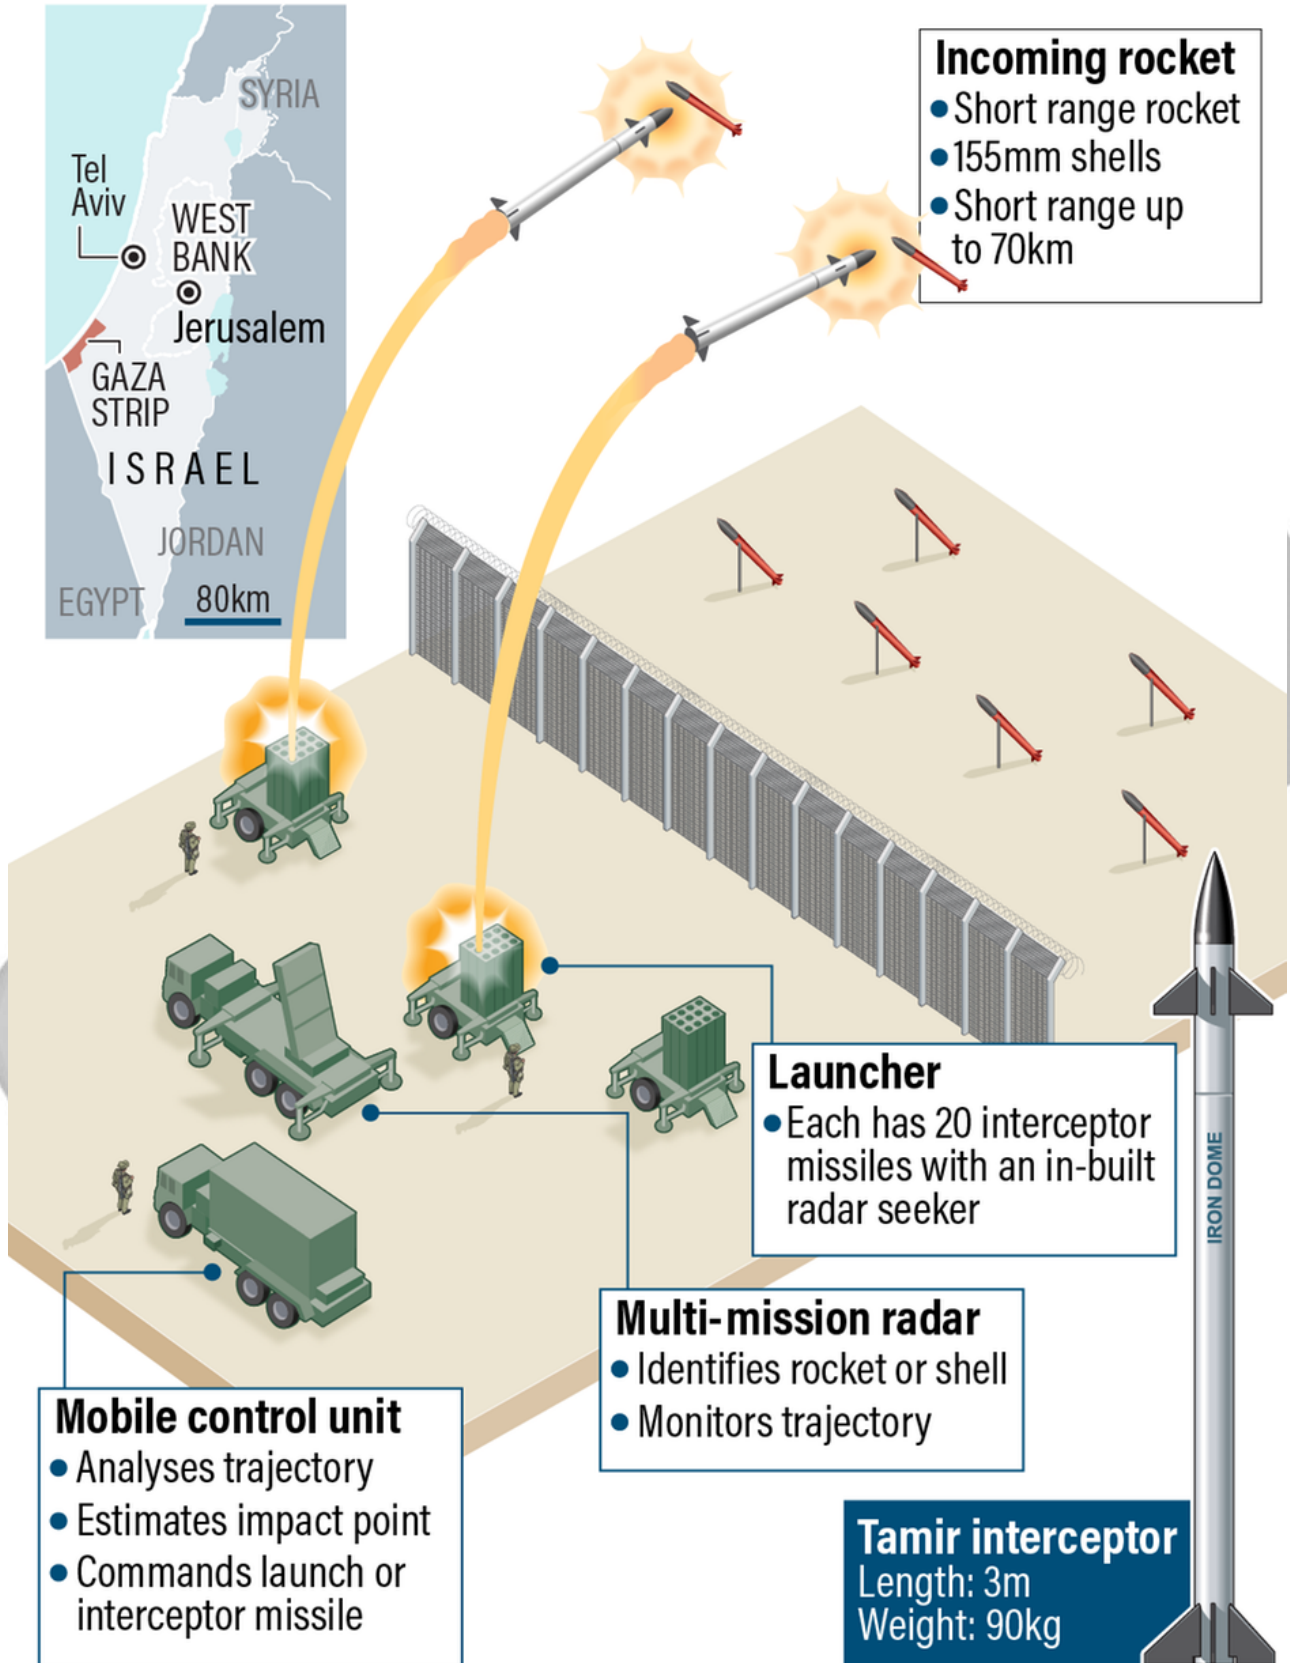 SYRIA
Tel
Aviv
WEST
BANK
Jerusalem
GAZA
STRIP
ISRAEL
JORDAN
EGYPT
80km
Incoming rocket
• Short range rocket
• 155mm shells
• Short range up
to 70km
Launcher
• Each has 20 interceptor
missiles with an in-built
radar seeker
Multi-mission radar
• Identifies rocket or shell
• Monitors trajectory
Mobile control unit
• Analyses trajectory
• Estimates impact point
• Commands launch or
interceptor missile
IRON DOME
Tamir interceptor
Length: 3m
Weight: 90kg